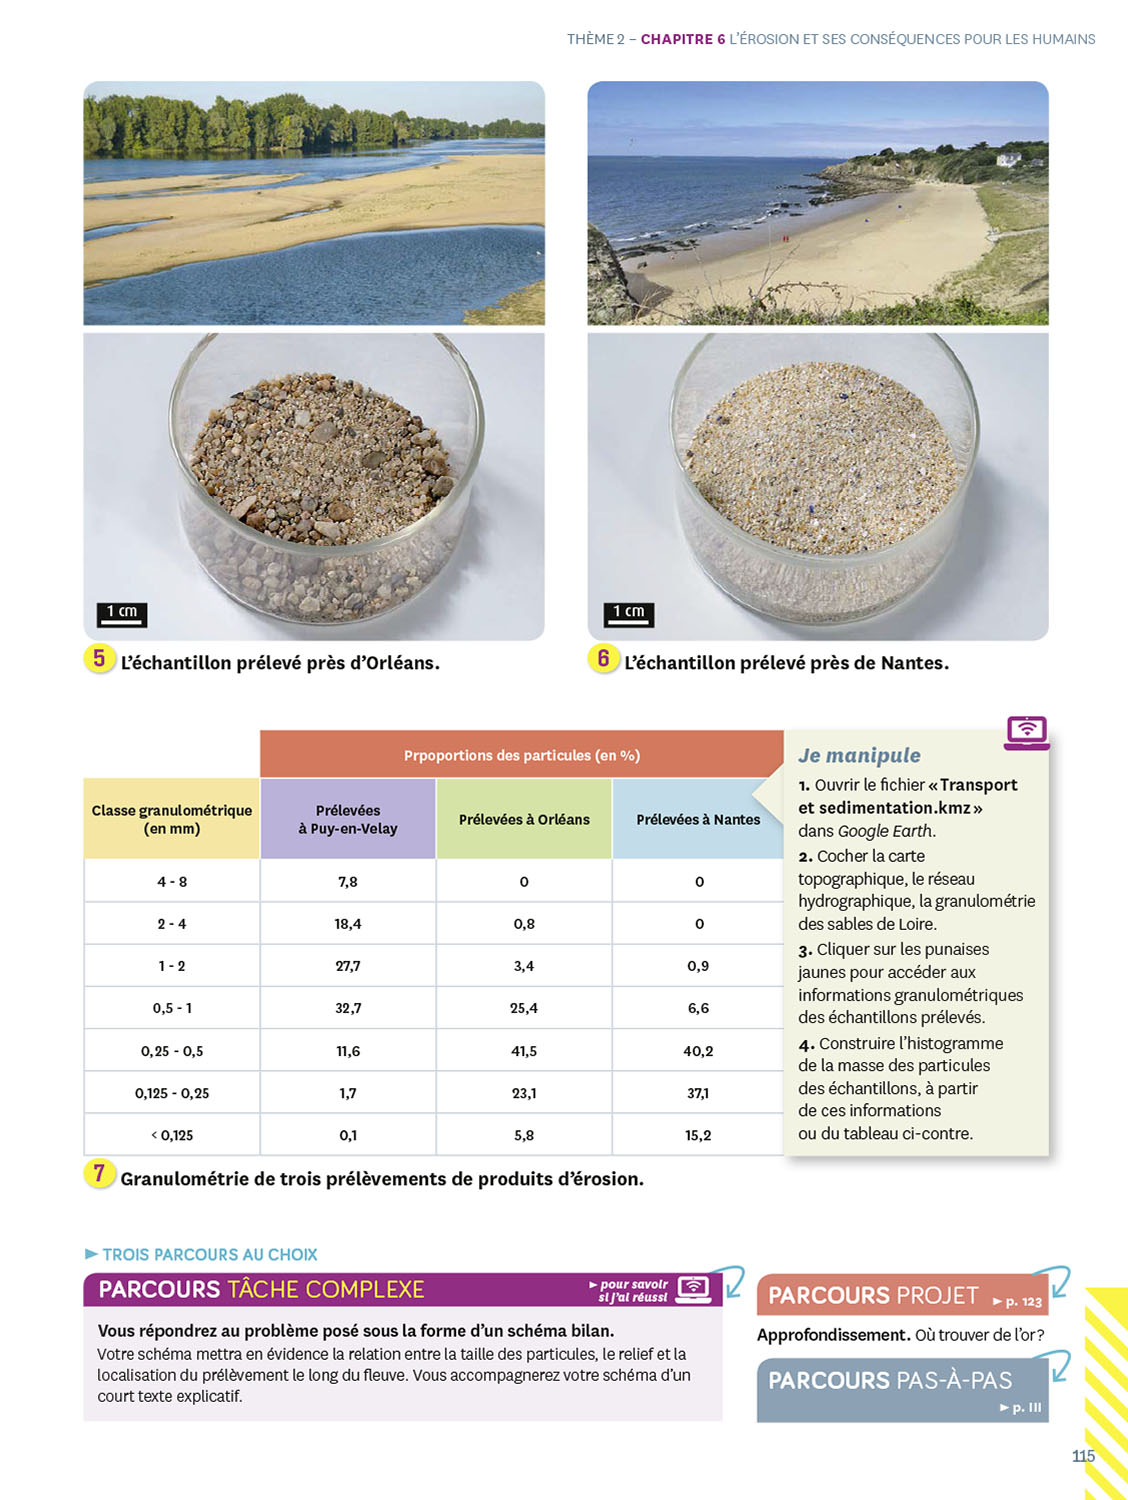 THÈME 2 – CHAPITRE 6 L'ÉROSION ET SES CONSÉQUENCES POUR LES HUMAINS
1 cm
1 cm
5 L'échantillon prélevé près d'Orléans.
6 L'échantillon prélevé près de Nantes.
Prpoportions des particules (en %)
Classe granulométrique
(en mm)
Prélevées
à Puy-en-Velay
Prélevées à Orléans
Prélevées à Nantes
4 - 8 7,8 0 0
2 - 4 18,4 0,8 0
1 - 2 27,7 3,4 0,9
0,5 - 1 32,7 25,4 6,6
0,25 - 0,5 11,6 41,5 40,2
0,125 - 0,25 1,7 23,1 37,1
< 0,125 0,1 5,8 15,2
7 Granulométrie de trois prélèvements de produits d'érosion.
Je manipule
1. Ouvrir le fichier « Transport
et sedimentation.kmz »
dans Google Earth.
2. Cocher la carte
topographique, le réseau
hydrographique, la granulométrie
des sables de Loire.
3. Cliquer sur les punaises
jaunes pour accéder aux
informations granulométriques
des échantillons prélevés.
4. Construire l'histogramme
de la masse des particules
des échantillons, à partir
de ces informations
ou du tableau ci-contre.
► TROIS PARCOURS AU CHOIX
PARCOURS TÂCHE COMPLEXE
► pour savoir
si j'ai réussi
Vous répondrez au problème posé sous la forme d'un schéma bilan.
Votre schéma mettra en évidence la relation entre la taille des particules, le relief et la
localisation du prélèvement le long du fleuve. Vous accompagnerez votre schéma d'un
court texte explicatif.
PARCOURS PROJET ► p. 123
Approfondissement. Où trouver de l'or ?
PARCOURS PAS-À-PAS
► p. III
115